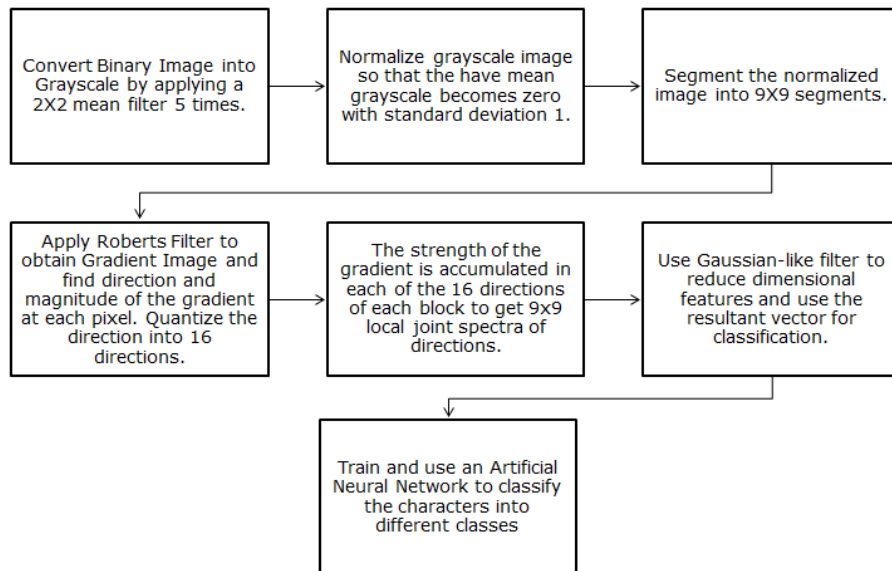 Convert Binary Image into
Grayscale by applying a
2X2 mean filter 5 times.
Normalize grayscale image
so that the have mean
grayscale becomes zero
with standard deviation 1.
Segment the normalized
image into 9X9 segments.
Apply Roberts Filter to
obtain Gradient Image and
find direction and
magnitude of the gradient
at each pixel. Quantize the
direction into 16
directions.
The strength of the
gradient is accumulated in
each of the 16 directions
of each block to get 9x9
local joint spectra of
directions.
Use Gaussian-like filter to
reduce dimensional
features and use the
resultant vector for
classification.
Train and use an Artificial
Neural Network to classify
the characters into
different classes